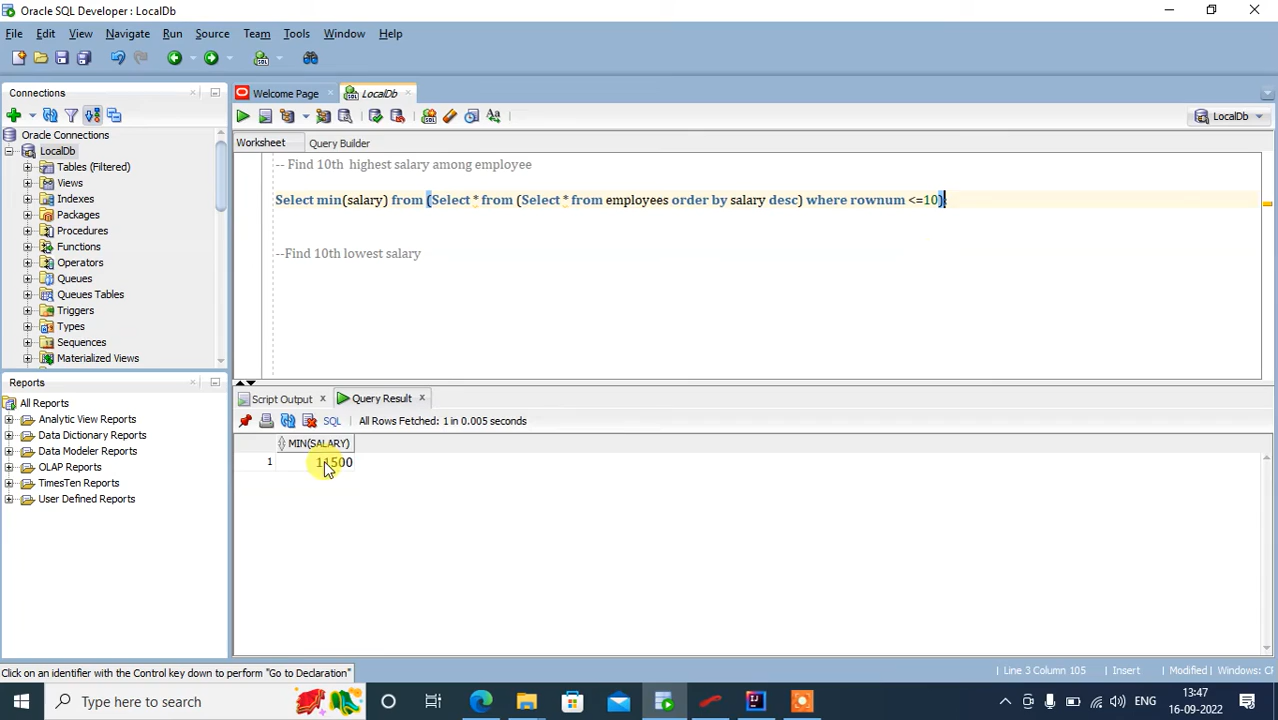 Oracle SQL Developer : LocalDb
File Edit View Navigate Run Source Team Tools Window Help
Connections
Welcome Page
LocalDb
Oracle Connections
LocalDb
LocalDb
Worksheet
Query Builder
Tables (Filtered)
Views
Indexes
Packages
Procedures
Functions
Operators
Queues
Queues Tables
Triggers
Types
Sequences
Materialized Views
-- Find 10th highest salary among employee
Select min(salary) from (Select * from (Select * from employees order by salary desc) where rownum <=10);
--Find 10th lowest salary
Reports
All Reports
Analytic View Reports
Data Dictionary Reports
Data Modeler Reports
OLAP Reports
TimesTen Reports
User Defined Reports
Script Output
Query Result
SQL
All Rows Fetched: 1 in 0.005 seconds
MIN(SALARY)
1 11500
Click on an identifier with the Control key down to perform "Go to Declaration"
Line 3 Column 105
Insert
Modified
Windows: CF
Type here to search
ENG
13:47
16-09-2022